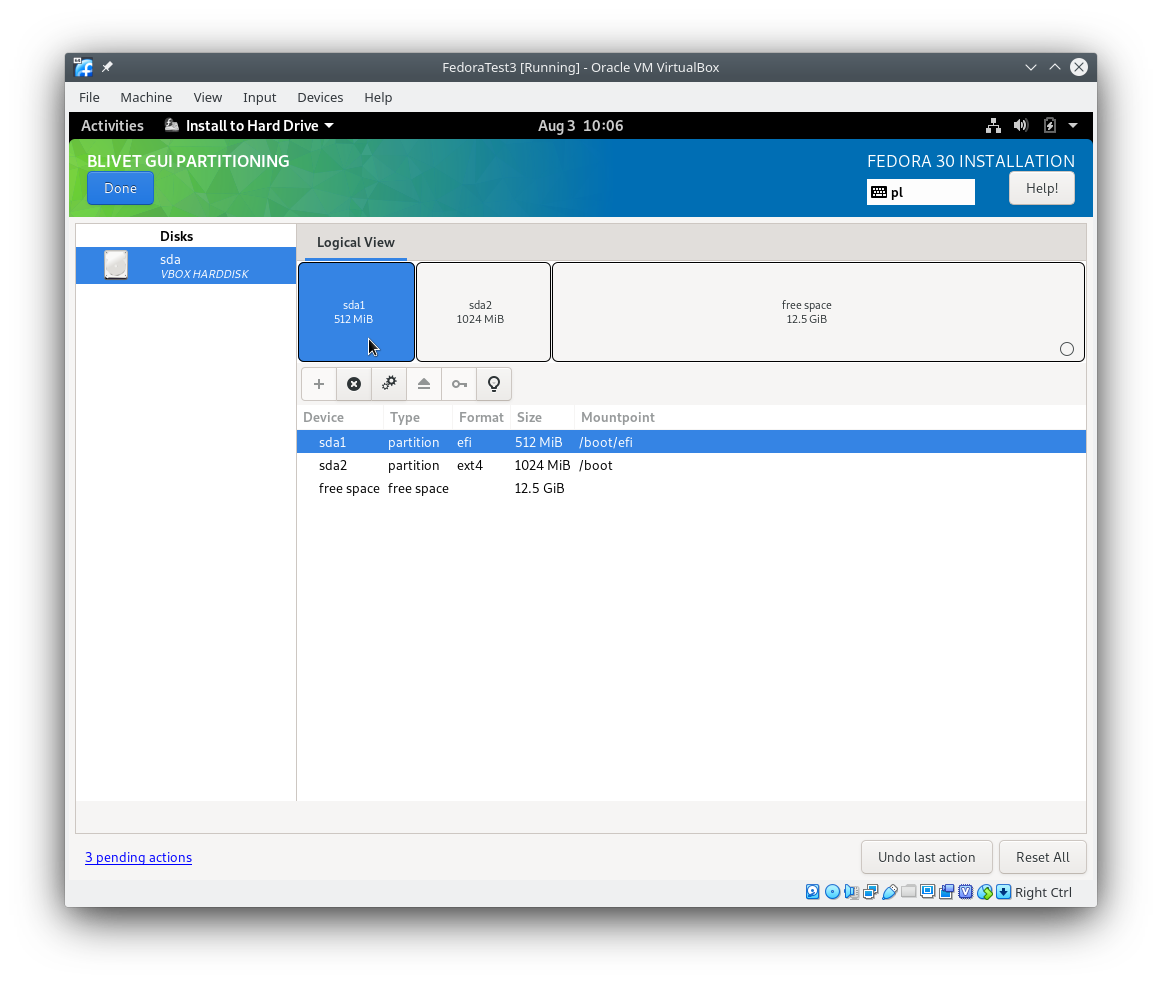 FedoraTest3 [Running] - Oracle VM VirtualBox
File Machine View Input Devices Help
Activities Install to Hard Drive Aug 3 10:06
BLIVET GUI PARTITIONING
FEDORA 30 INSTALLATION
Done
pl
Help!
Disks
sda
VBOX HARDDISK
Logical View
sda1
512 MiB
sda2
1024 MiB
free space
12.5 GiB
Device Type Format Size Mountpoint
sda1 partition efi 512 MiB /boot/efi
sda2 partition ext4 1024 MiB /boot
free space free space 12.5 GiB
3 pending actions
Undo last action
Reset All
Right Ctrl